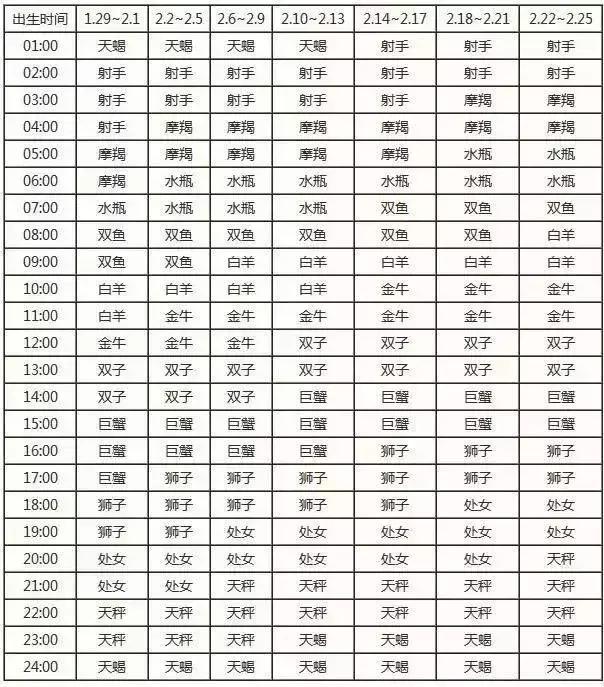 出生时间 1.29~2.1 2.2~2.5 2.6~2.9 2.10~2.13 2.14~2.17 2.18~2.21 2.22~2.25
01:00 天蝎 天蝎 天蝎 天蝎 射手 射手 射手
02:00 射手 射手 射手 射手 射手 射手 射手
03:00 射手 射手 射手 射手 射手 摩羯 摩羯
04:00 射手 摩羯 摩羯 摩羯 摩羯 摩羯 摩羯
05:00 摩羯 摩羯 摩羯 摩羯 摩羯 水瓶 水瓶
06:00 摩羯 水瓶 水瓶 水瓶 水瓶 水瓶 水瓶
07:00 水瓶 水瓶 水瓶 水瓶 双鱼 双鱼 双鱼
08:00 双鱼 双鱼 双鱼 双鱼 双鱼 双鱼 白羊
09:00 双鱼 双鱼 白羊 白羊 白羊 白羊 白羊
10:00 白羊 白羊 白羊 白羊 金牛 金牛 金牛
11:00 白羊 金牛 金牛 金牛 金牛 金牛 金牛
12:00 金牛 金牛 金牛 双子 双子 双子 双子
13:00 双子 双子 双子 双子 双子 双子 双子
14:00 双子 双子 双子 巨蟹 巨蟹 巨蟹 巨蟹
15:00 巨蟹 巨蟹 巨蟹 巨蟹 巨蟹 巨蟹 巨蟹
16:00 巨蟹 巨蟹 巨蟹 巨蟹 狮子 狮子 狮子
17:00 巨蟹 狮子 狮子 狮子 狮子 狮子 狮子
18:00 狮子 狮子 狮子 狮子 狮子 处女 处女
19:00 狮子 狮子 处女 处女 处女 处女 处女
20:00 处女 处女 处女 处女 处女 处女 天秤
21:00 处女 处女 天秤 天秤 天秤 天秤 天秤
22:00 天秤 天秤 天秤 天秤 天秤 天秤 天秤
23:00 天秤 天秤 天秤 天蝎 天蝎 天蝎 天蝎
24:00 天蝎 天蝎 天蝎 天蝎 天蝎 天蝎 天蝎